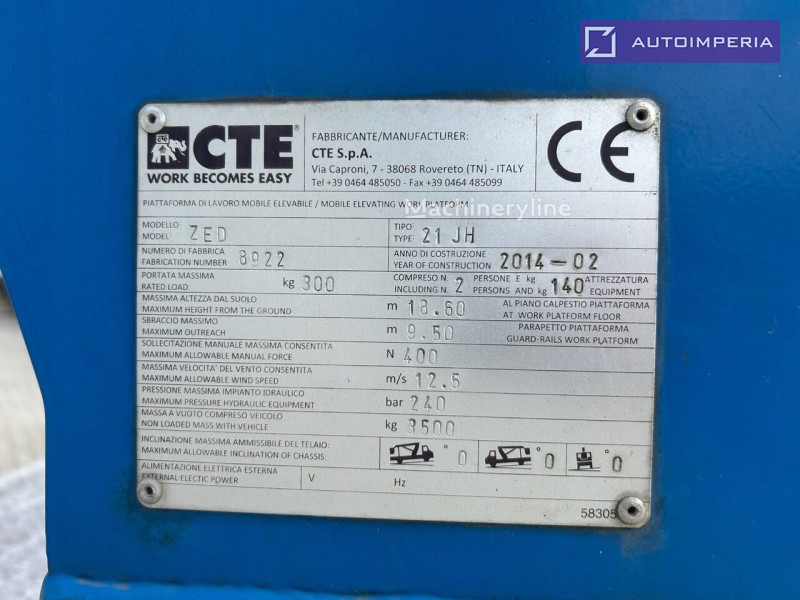 AUTOIMPERIA
CTE®
WORK BECOMES EASY
FABBRICANTE/MANUFACTURER:
CTE S.p.A.
Via Caproni, 7 - 38068 Rovereto (TN) - ITALY
Tel +39 0464 485050 - Fax +39 0464 485099
CE
PIATTAFORMA DI LAVORO MOBILE ELEVABILE / MOBILE ELEVATING WORK PLATFORM
Machineryline
MODELLO
MODEL ZED
TIPO:
TYPE: 21 JH
NUMERO DI FABBRICA
FABRICATION NUMBER 8922
ANNO DI COSTRUZIONE
YEAR OF CONSTRUCTION 2014-02
PORTATA MASSIMA
RATED LOAD kg 300
COMPRESO N. 2 PERSONE E kg 140 ATTREZZATURA
INCLUDING N. PERSONS AND kg EQUIPMENT
MASSIMA ALTEZZA DAL SUOLO
MAXIMUM HEIGHT FROM THE GROUND m 18.60
AL PIANO CALPESTIO PIATTAFORMA
AT WORK PLATFORM FLOOR
SBRACCIO MASSIMO
MAXIMUM OUTREACH m 9.50
PARAPETTO PIATTAFORMA
GUARD-RAILS WORK PLATFORM
SOLLECITAZIONE MANUALE MASSIMA CONSENTITA
MAXIMUM ALLOWABLE MANUAL FORCE N 400
MASSIMA VELOCITA' DEL VENTO CONSENTITA
MAXIMUM ALLOWABLE WIND SPEED m/s 12.5
PRESSIONE MASSIMA IMPIANTO IDRAULICO
MAXIMUM PRESSURE HYDRAULIC EQUIPMENT bar 240
MASSA A VUOTO COMPRESO VEICOLO
NON LOADED MASS WITH VEHICLE kg 3500
INCLINAZIONE MASSIMA AMMISSIBILE DEL TELAIO:
MAXIMUM ALLOWABLE INCLINATION OF CHASSIS: ° 0 ° 0 ° 0
ALIMENTAZIONE ELETTRICA ESTERNA
EXTERNAL ELECTIC POWER V Hz
58305